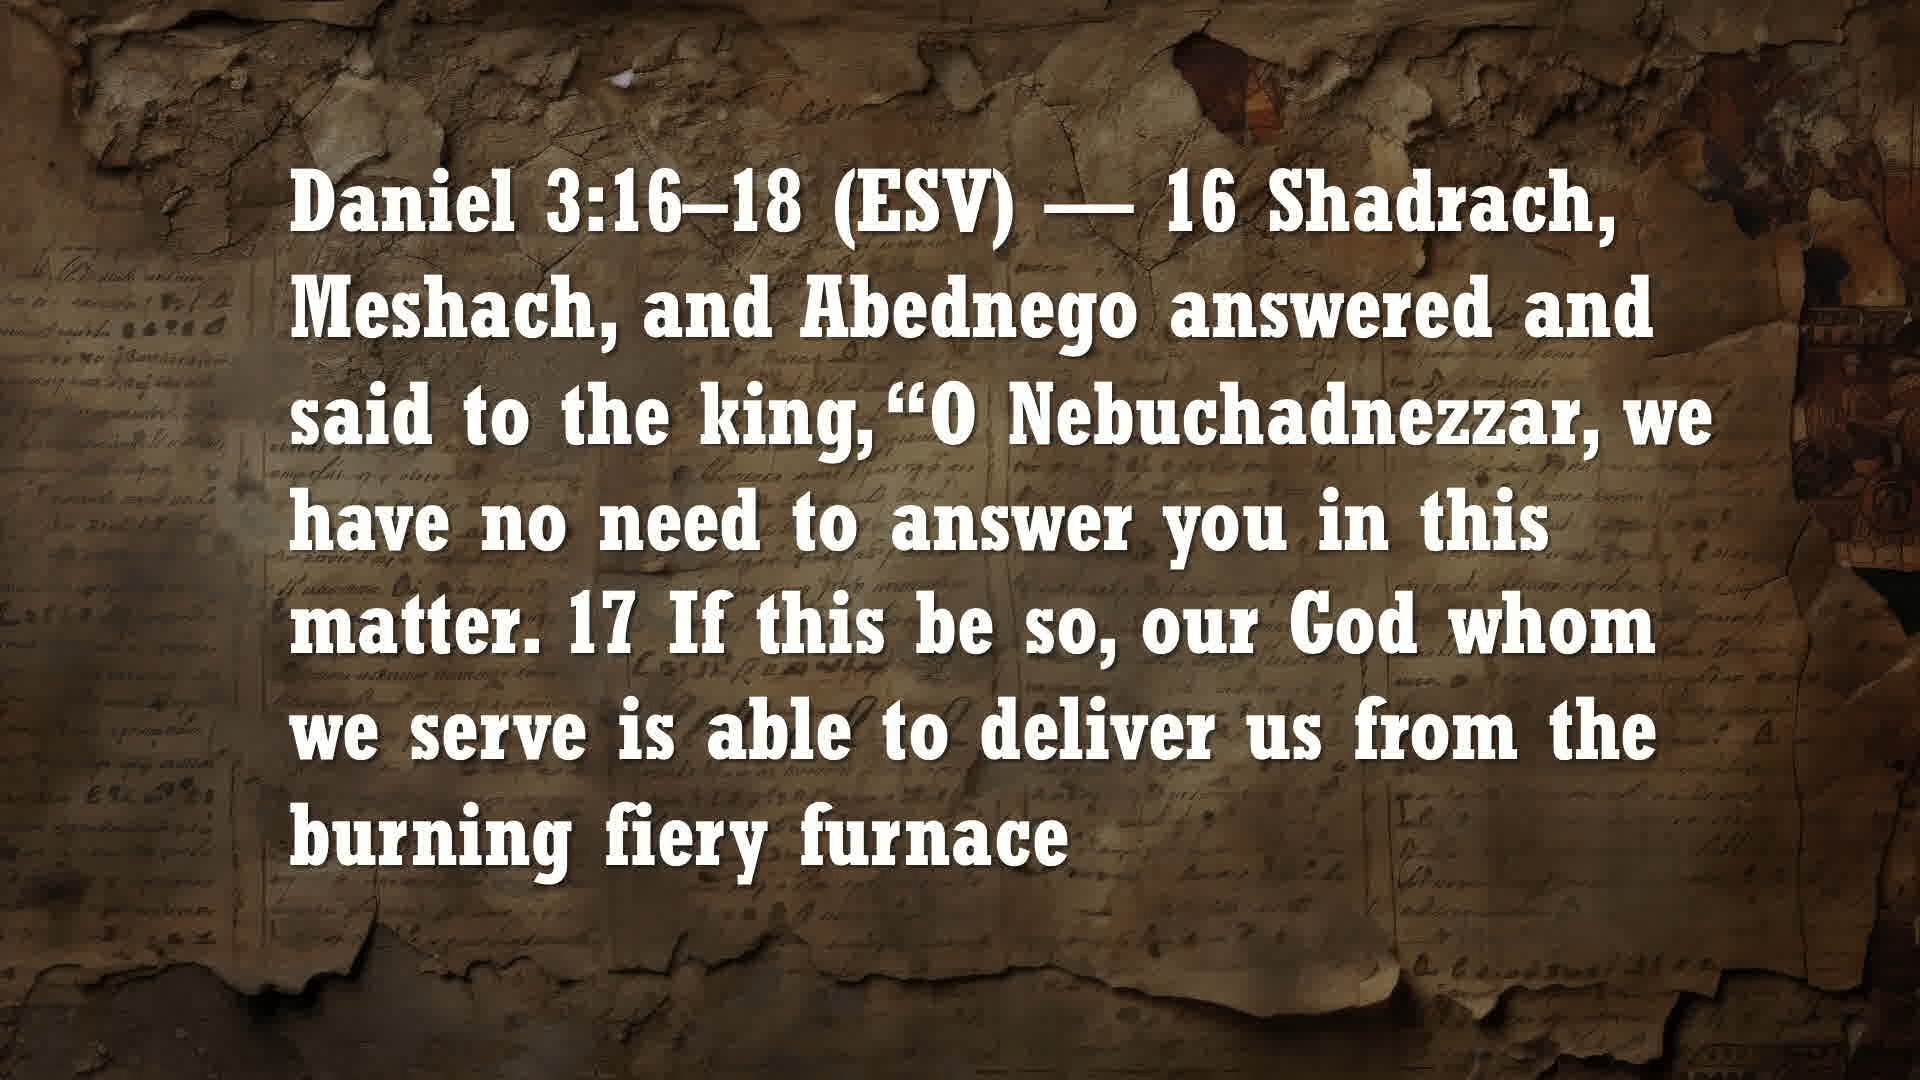 Daniel 3:16–18 (ESV) — 16 Shadrach,
Meshach, and Abednego answered and
said to the king, “O Nebuchadnezzar, we
have no need to answer you in this
matter. 17 If this be so, our God whom
we serve is able to deliver us from the
burning fiery furnace